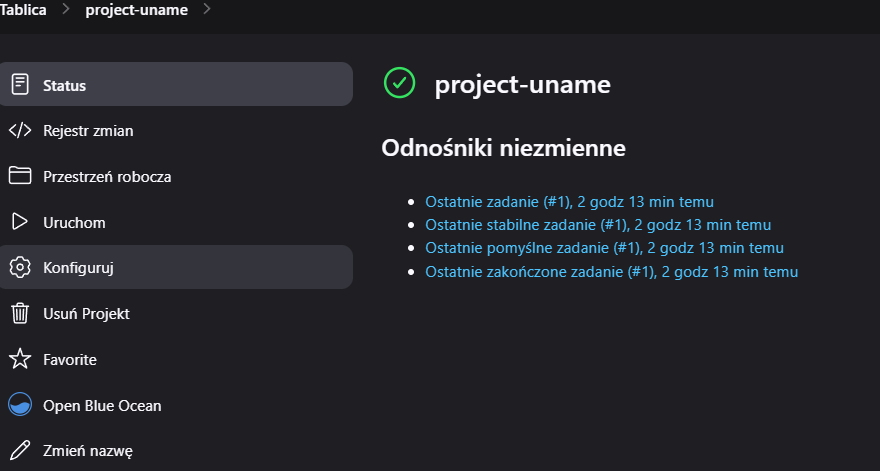 Tablica > project-uname >
Status
Rejestr zmian
Przestrzeń robocza
Uruchom
Konfiguruj
Usuń Projekt
Favorite
Open Blue Ocean
Zmień nazwę
project-uname
Odnośniki niezmienne
Ostatnie zadanie (#1), 2 godz 13 min temu
Ostatnie stabilne zadanie (#1), 2 godz 13 min temu
Ostatnie pomyślne zadanie (#1), 2 godz 13 min temu
Ostatnie zakończone zadanie (#1), 2 godz 13 min temu